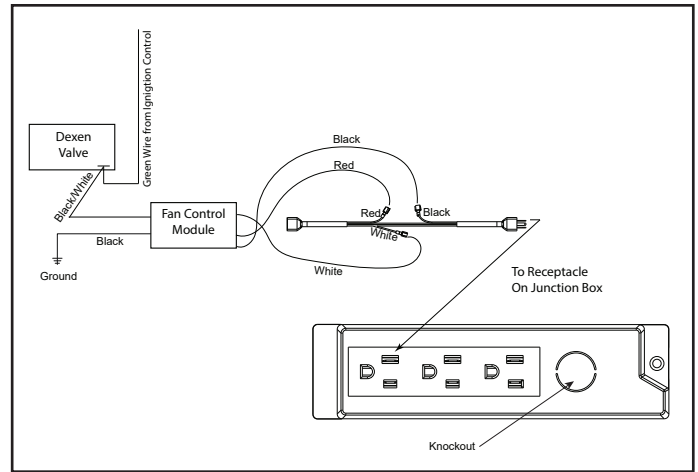 Green Wire from Ignigtion Control
Dexen
Valve
Black/White
Fan Control
Module
Black
Ground
Black
Red
Red
Black
White
White
To Receptacle
On Junction Box
Knockout